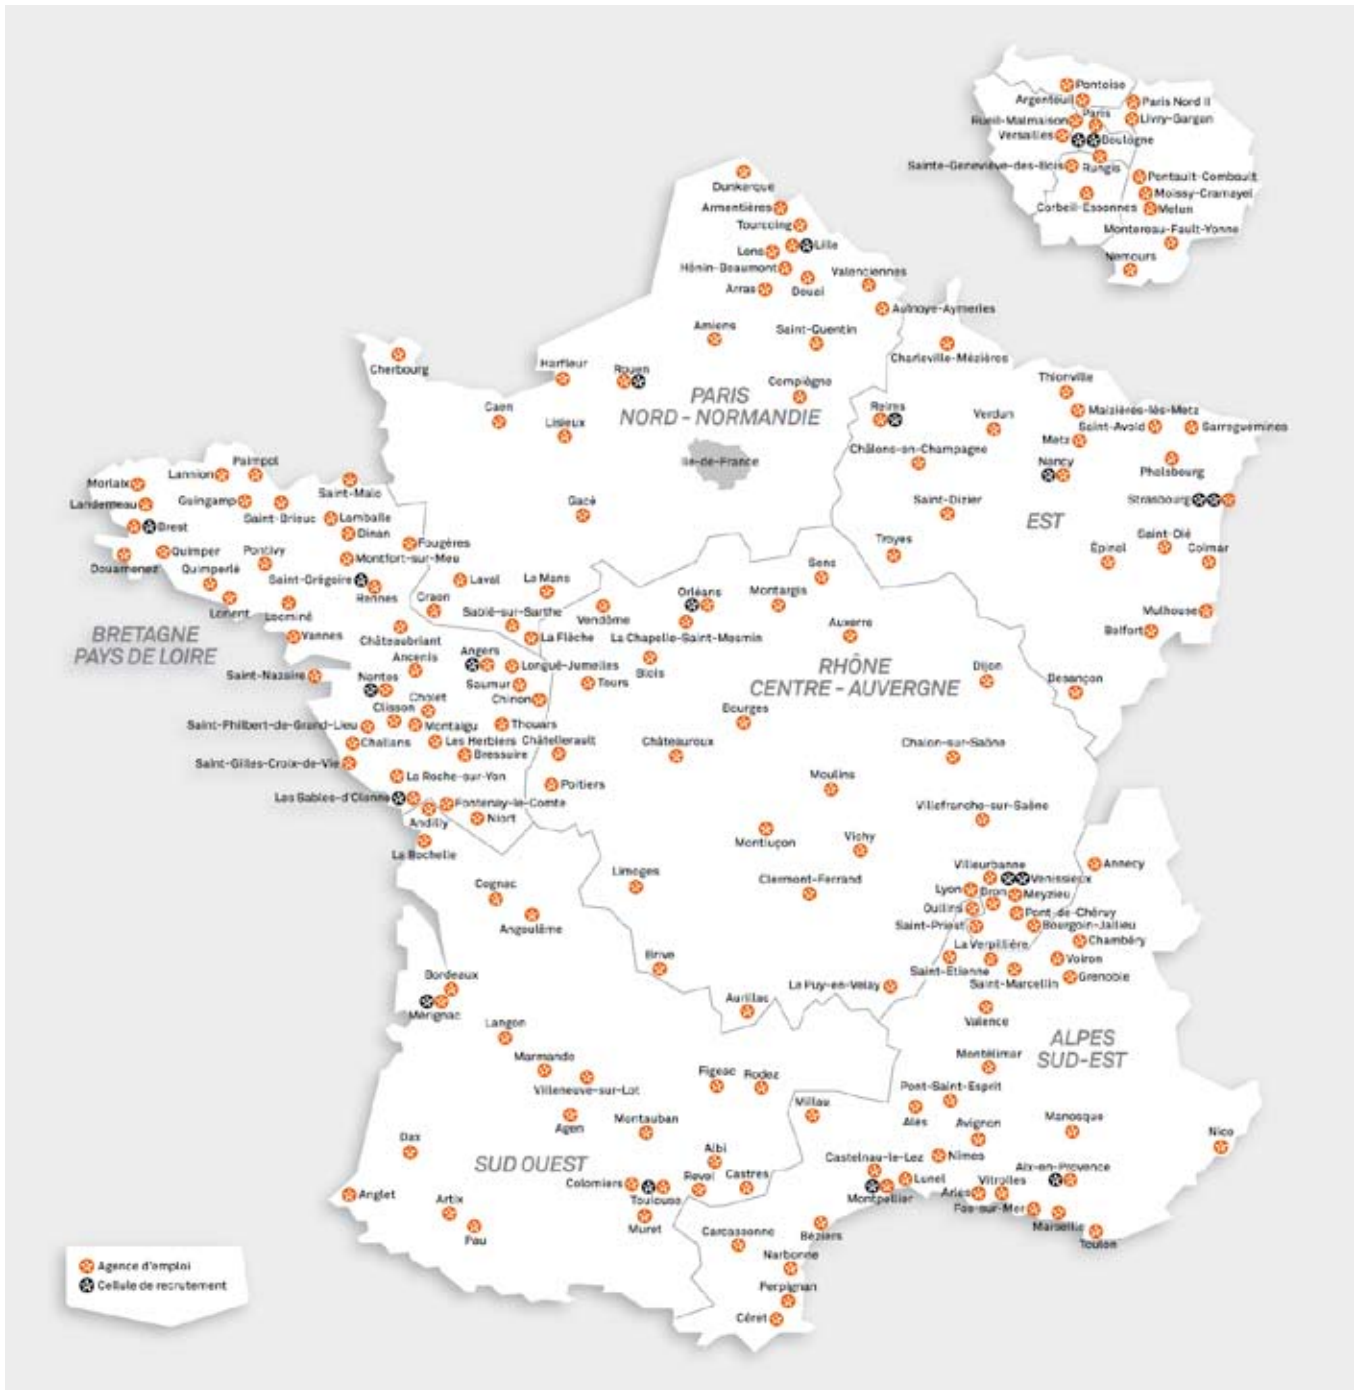 Pontoise
Argenteuil
Paris Nord II
Rueil-Malmaison
Paris
Livry-Gargan
Versailles
Boulogne
Sainte-Geneviève-des-Bois
Rungis
Pontault-Combault
Moissy-Cramayel
Corbeil-Essonnes
Melun
Montereau-Fault-Yonne
Nemours
Dunkerque
Armentières
Tourcoing
Lens
Lille
Hénin-Beaumont
Valenciennes
Arras
Douai
Aulnoye-Aymeries
Amiens
Saint-Quentin
Charleville-Mézières
Cherbourg
Harfleur
Rouen
Compiègne
PARIS
NORD - NORMANDIE
Caen
Lisieux
Ile-de-France
Gacé
Thionville
Reims
Verdun
Maizières-lès-Metz
Saint-Avold
Sarreguemines
Metz
Châlons-en-Champagne
Nancy
Phalsbourg
Saint-Dizier
Strasbourg
EST
Troyes
Saint-Dié
Épinal
Colmar
Mulhouse
Belfort
Besançon
Paimpol
Lannion
Morlaix
Saint-Malo
Landerneau
Guingamp
Saint-Brieuc
Lamballe
Brest
Dinan
Fougères
Quimper
Pontivy
Montfort-sur-Meu
Douarnenez
Quimperlé
Saint-Grégoire
Rennes
Laval
Le Mans
Lorient
Locminé
Craon
Sablé-sur-Sarthe
Vannes
Châteaubriant
La Flèche
BRETAGNE
PAYS DE LOIRE
Ancenis
Angers
Longué-Jumelles
Saint-Nazaire
Nantes
Saumur
Cholet
Chinon
Clisson
Saint-Philbert-de-Grand-Lieu
Montaigu
Thouars
Challans
Les Herbiers
Châtellerault
Bressuire
Saint-Gilles-Croix-de-Vie
La Roche-sur-Yon
Poitiers
Les Sables-d'Olonne
Fontenay-le-Comte
Andilly
Niort
La Rochelle
Sens
Orléans
Montargis
Vendôme
La Chapelle-Saint-Mesmin
Auxerre
Blois
Tours
RHÔNE
CENTRE - AUVERGNE
Dijon
Bourges
Châteauroux
Chalon-sur-Saône
Moulins
Villefranche-sur-Saône
Montluçon
Vichy
Limoges
Clermont-Ferrand
Villeurbanne
Venissieux
Annecy
Lyon
Bron
Meyzieu
Oullins
Pont-de-Chéruy
Saint-Priest
Bourgoin-Jallieu
Chambéry
La Verpillière
Voiron
Saint-Etienne
Saint-Marcellin
Grenoble
Brive
Aurillac
Le Puy-en-Velay
Valence
ALPES
SUD-EST
Montélimar
Cognac
Angoulême
Bordeaux
Mérignac
Langon
Marmande
Villeneuve-sur-Lot
Figeac
Rodez
Agen
Montauban
Millau
Pont-Saint-Esprit
Alès
Avignon
Manosque
Nice
Dax
SUD OUEST
Albi
Castelnau-le-Lez
Nîmes
Aix-en-Provence
Colomiers
Revel
Castres
Lunel
Vitrolles
Anglet
Toulouse
Montpellier
Arles
Artix
Muret
Fos-sur-Mer
Marseille
Pau
Carcassonne
Béziers
Toulon
Narbonne
Perpignan
Céret
Agence d'emploi
Cellule de recrutement